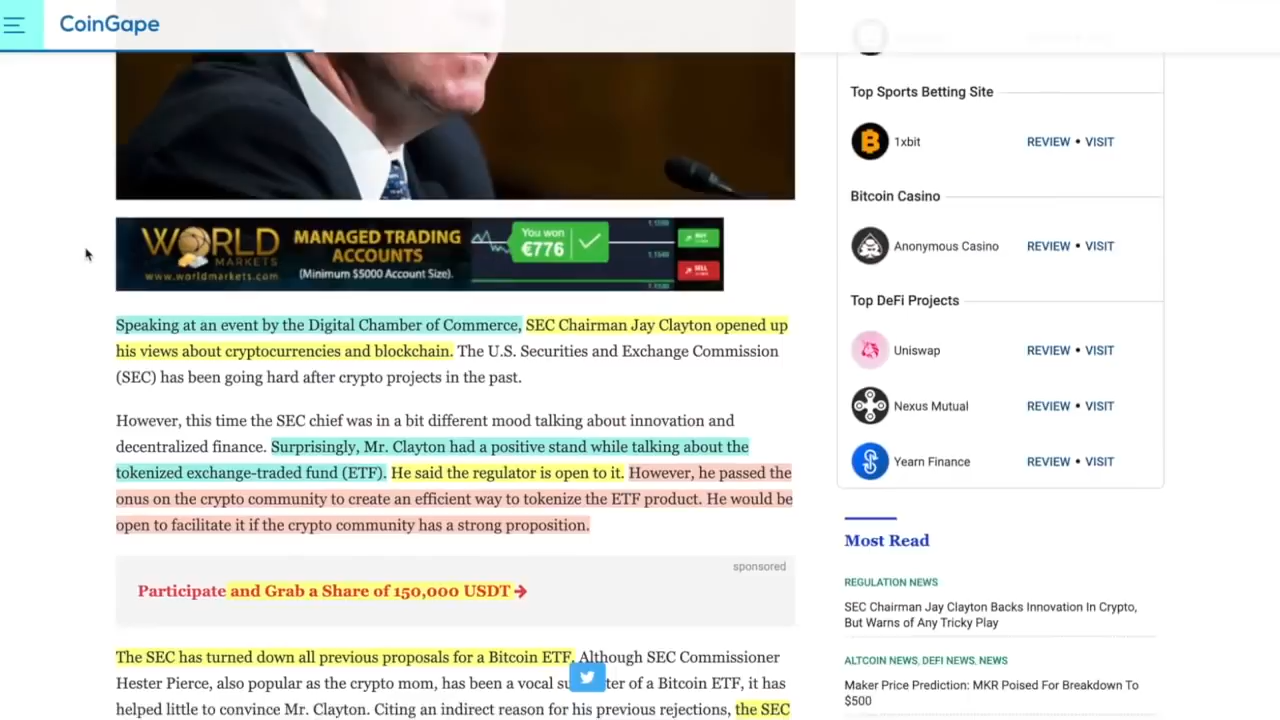 CoinGape
WORLD
MARKETS
www.worldmarkets.com
MANAGED TRADING
ACCOUNTS
(Minimum $5000 Account Size).
You won
€776
BUY
SELL
Speaking at an event by the Digital Chamber of Commerce, SEC Chairman Jay Clayton opened up
his views about cryptocurrencies and blockchain. The U.S. Securities and Exchange Commission
(SEC) has been going hard after crypto projects in the past.
However, this time the SEC chief was in a bit different mood talking about innovation and
decentralized finance. Surprisingly, Mr. Clayton had a positive stand while talking about the
tokenized exchange-traded fund (ETF). He said the regulator is open to it. However, he passed the
onus on the crypto community to create an efficient way to tokenize the ETF product. He would be
open to facilitate it if the crypto community has a strong proposition.
sponsored
Participate and Grab a Share of 150,000 USDT
The SEC has turned down all previous proposals for a Bitcoin ETF. Although SEC Commissioner
Hester Pierce, also popular as the crypto mom, has been a vocal su ter of a Bitcoin ETF, it has
helped little to convince Mr. Clayton. Citing an indirect reason for his previous rejections, the SEC
Top Sports Betting Site
1xbit REVIEW • VISIT
Bitcoin Casino
Anonymous Casino REVIEW • VISIT
Top DeFi Projects
Uniswap REVIEW • VISIT
Nexus Mutual REVIEW • VISIT
Yearn Finance REVIEW • VISIT
Most Read
REGULATION NEWS
SEC Chairman Jay Clayton Backs Innovation In Crypto,
But Warns of Any Tricky Play
ALTCOIN NEWS, DEFI NEWS, NEWS
Maker Price Prediction: MKR Poised For Breakdown To
$500